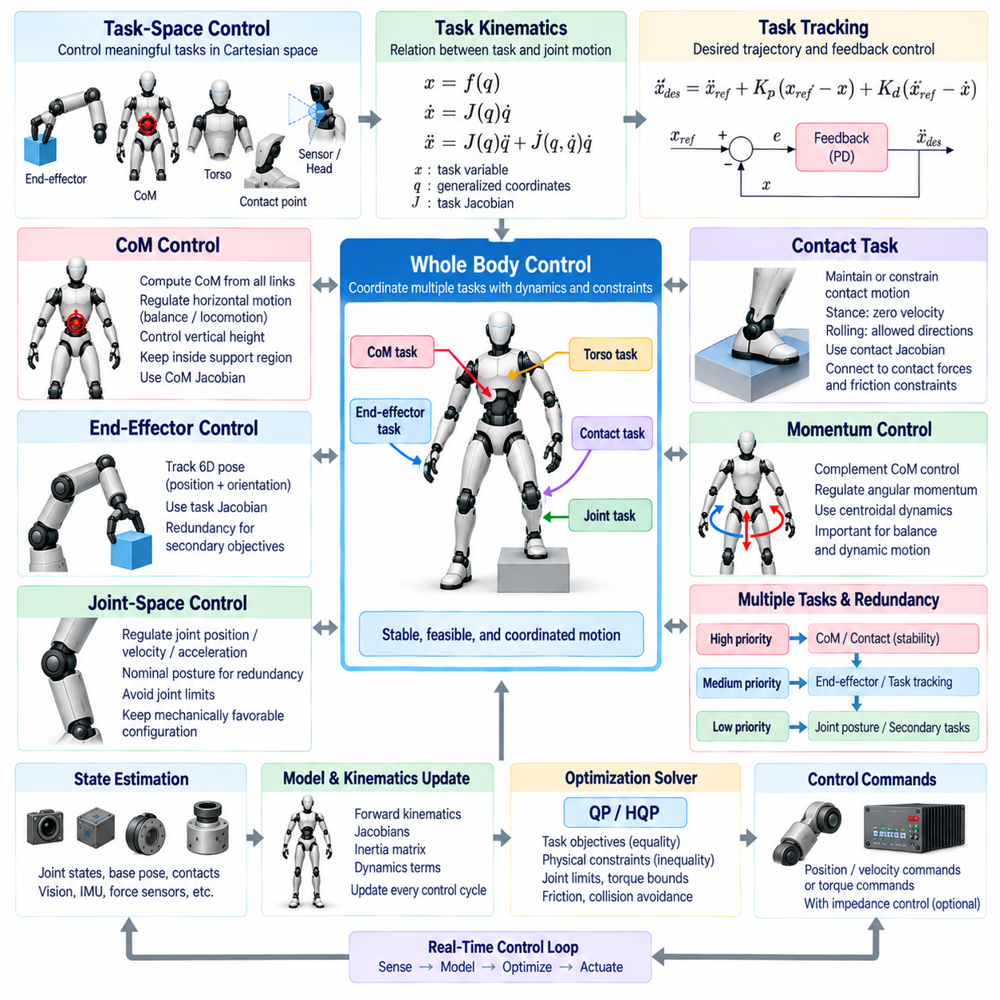 Task-Space Control
Control meaningful tasks in Cartesian space
End-effector
CoM
Torso
Contact point
Sensor /
Head
Task Kinematics
Relation between task and joint motion
x = f(q)
ẋ = J(q)q̇
ẍ = J(q)q̈ + J̇(q, q̇)q̇
x : task variable
q : generalized coordinates
J : task Jacobian
Task Tracking
Desired trajectory and feedback control
ẍ_des = ẍ_ref + K_p(x_ref − x) + K_d(ẋ_ref − ẋ)
x_ref
+
−
e
Feedback
(PD)
ẍ_des
x
CoM Control
Compute CoM from all links
Regulate horizontal motion
(balance / locomotion)
Control vertical height
Keep inside support region
Use CoM Jacobian
End-Effector Control
Track 6D pose
(position + orientation)
Use task Jacobian
Redundancy for
secondary objectives
Joint-Space Control
Regulate joint position /
velocity / acceleration
Nominal posture for redundancy
Avoid joint limits
Keep mechanically favorable
configuration
Whole Body Control
Coordinate multiple tasks with dynamics and constraints
CoM task
Torso task
End-effector
task
Contact task
Joint task
Stable, feasible, and coordinated motion
Contact Task
Maintain or constrain
contact motion
Stance: zero velocity
Rolling: allowed directions
Use contact Jacobian
Connect to contact forces
and friction constraints
Momentum Control
Complement CoM control
Regulate angular momentum
Use centroidal dynamics
Important for balance
and dynamic motion
Multiple Tasks & Redundancy
High priority
CoM / Contact (stability)
Medium priority
End-effector / Task tracking
Low priority
Joint posture / Secondary tasks
State Estimation
Joint states, base pose, contacts
Vision, IMU, force sensors, etc.
Model & Kinematics Update
Forward kinematics
Jacobians
Inertia matrix
Dynamics terms
Update every control cycle
Optimization Solver
QP / HQP
Task objectives (equality)
Physical constraints (inequality)
Joint limits, torque bounds
Friction, collision avoidance
Control Commands
Position / velocity commands
or torque commands
With impedance control (optional)
Real-Time Control Loop
Sense → Model → Optimize → Actuate